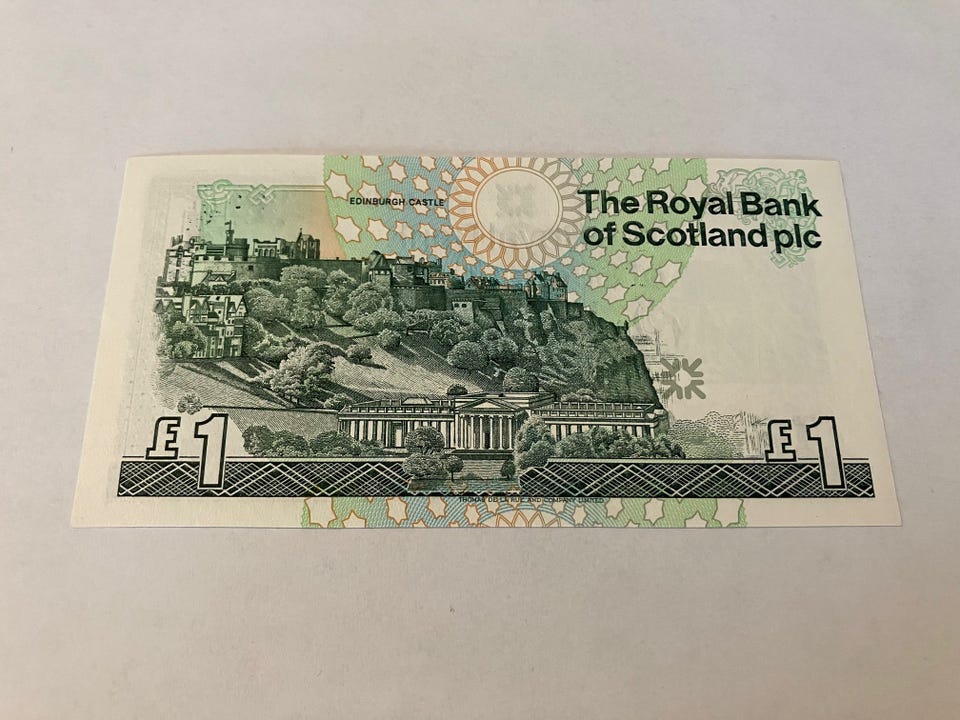 EDINBURGH CASTLE
The Royal Bank
of Scotland plc
£1
£1
THOMAS DE LA RUE AND COMPANY LIMITED